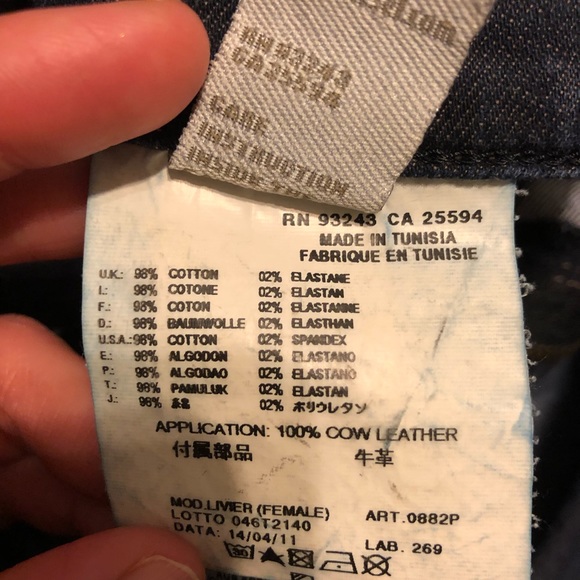 RN 93243
CA25594
CARE
INSTRUCTION
INSIDE
RN 93243 CA 25594
MADE IN TUNISIA
FABRIQUE EN TUNISIE
U.K.: 98% COTTON 02% ELASTANE
I.: 98% COTONE 02% ELASTAN
F.: 98% COTON 02% ELASTANNE
D.: 98% BAUMWOLLE 02% ELASTHAN
U.S.A.: 98% COTTON 02% SPANDEX
E.: 98% ALGODON 02% ELASTANO
P.: 98% ALGODAO 02% ELASTANO
T.: 98% PAMULUK 02% ELASTAN
J.: 98% 綿 02% ポリウレタン
APPLICATION: 100% COW LEATHER
付属部品 牛革
MOD.LIVIER (FEMALE) ART.0882P
LOTTO 046T2140
DATA: 14/04/11 LAB. 269
30